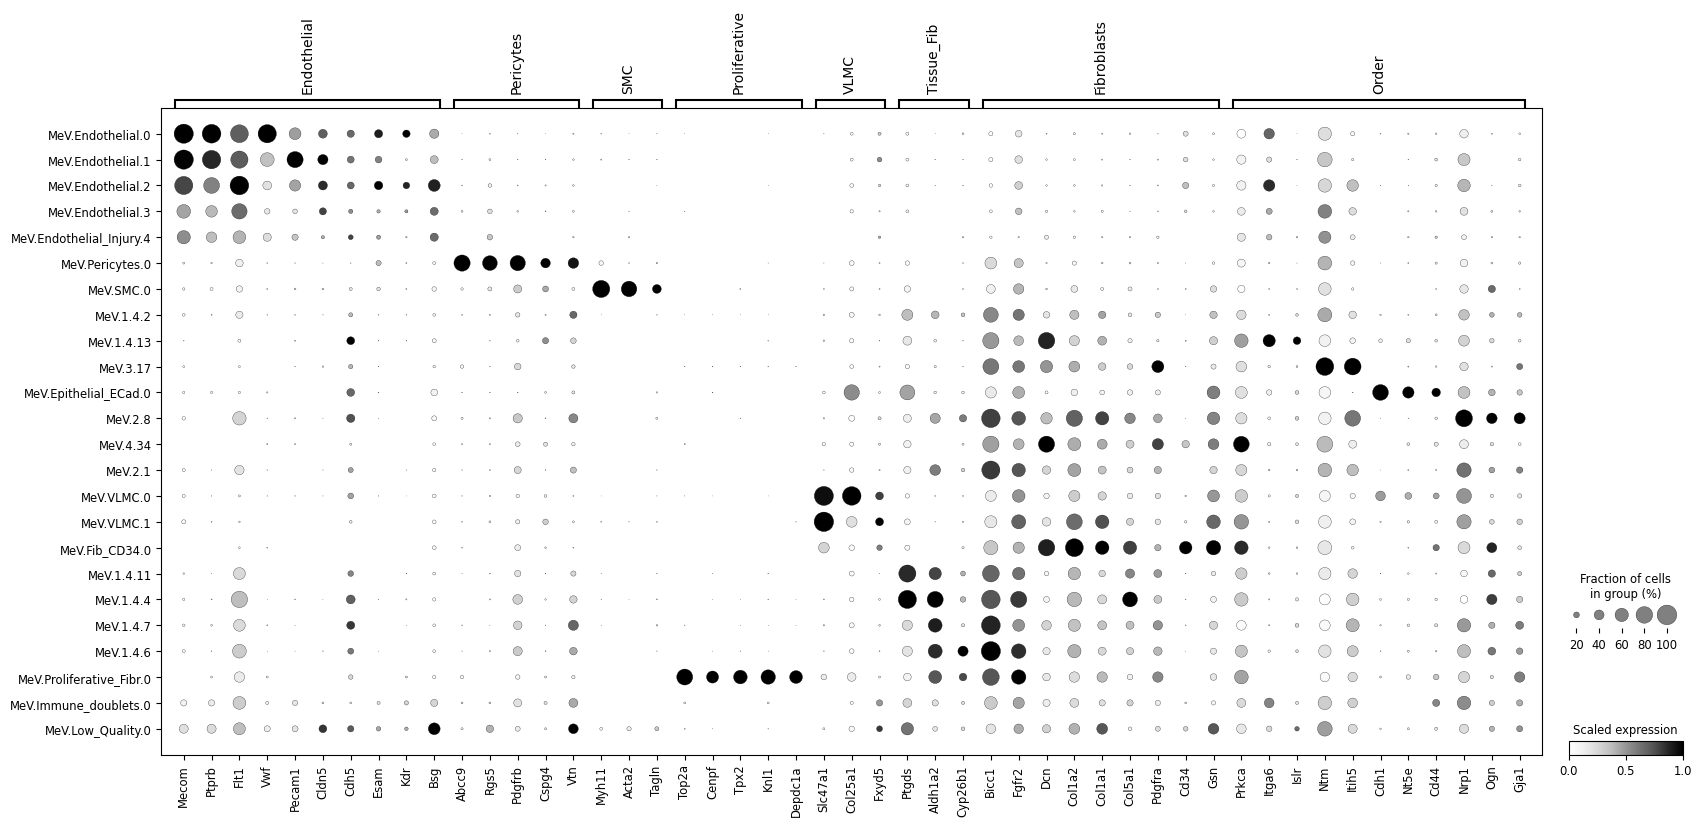 Endothelial
Pericytes
SMC
Proliferative
VLMC
Tissue_Fib
Fibroblasts
Order
MeV.Endothelial.0
MeV.Endothelial.1
MeV.Endothelial.2
MeV.Endothelial.3
MeV.Endothelial_Injury.4
MeV.Pericytes.0
MeV.SMC.0
MeV.1.4.2
MeV.1.4.13
MeV.3.17
MeV.Epithelial_ECad.0
MeV.2.8
MeV.4.34
MeV.2.1
MeV.VLMC.0
MeV.VLMC.1
MeV.Fib_CD34.0
MeV.1.4.11
MeV.1.4.4
MeV.1.4.7
MeV.1.4.6
MeV.Proliferative_Fibr.0
MeV.Immune_doublets.0
MeV.Low_Quality.0
Mecom
Ptprb
Flt1
Vwf
Pecam1
Cldn5
Cdh5
Esam
Kdr
Bsg
Abcc9
Rgs5
Pdgfrb
Cspg4
Vtn
Myh11
Acta2
Tagln
Top2a
Cenpf
Tpx2
Knl1
Depdc1a
Slc47a1
Col25a1
Fxyd5
Ptgds
Aldh1a2
Cyp26b1
Bicc1
Fgfr2
Dcn
Col1a2
Col1a1
Col5a1
Pdgfra
Cd34
Gsn
Prkca
Itga6
Islr
Ntm
Itih5
Cdh1
Nt5e
Cd44
Nrp1
Ogn
Gja1
Fraction of cells
in group (%)
20 40 60 80 100
Scaled expression
0.0 0.5 1.0